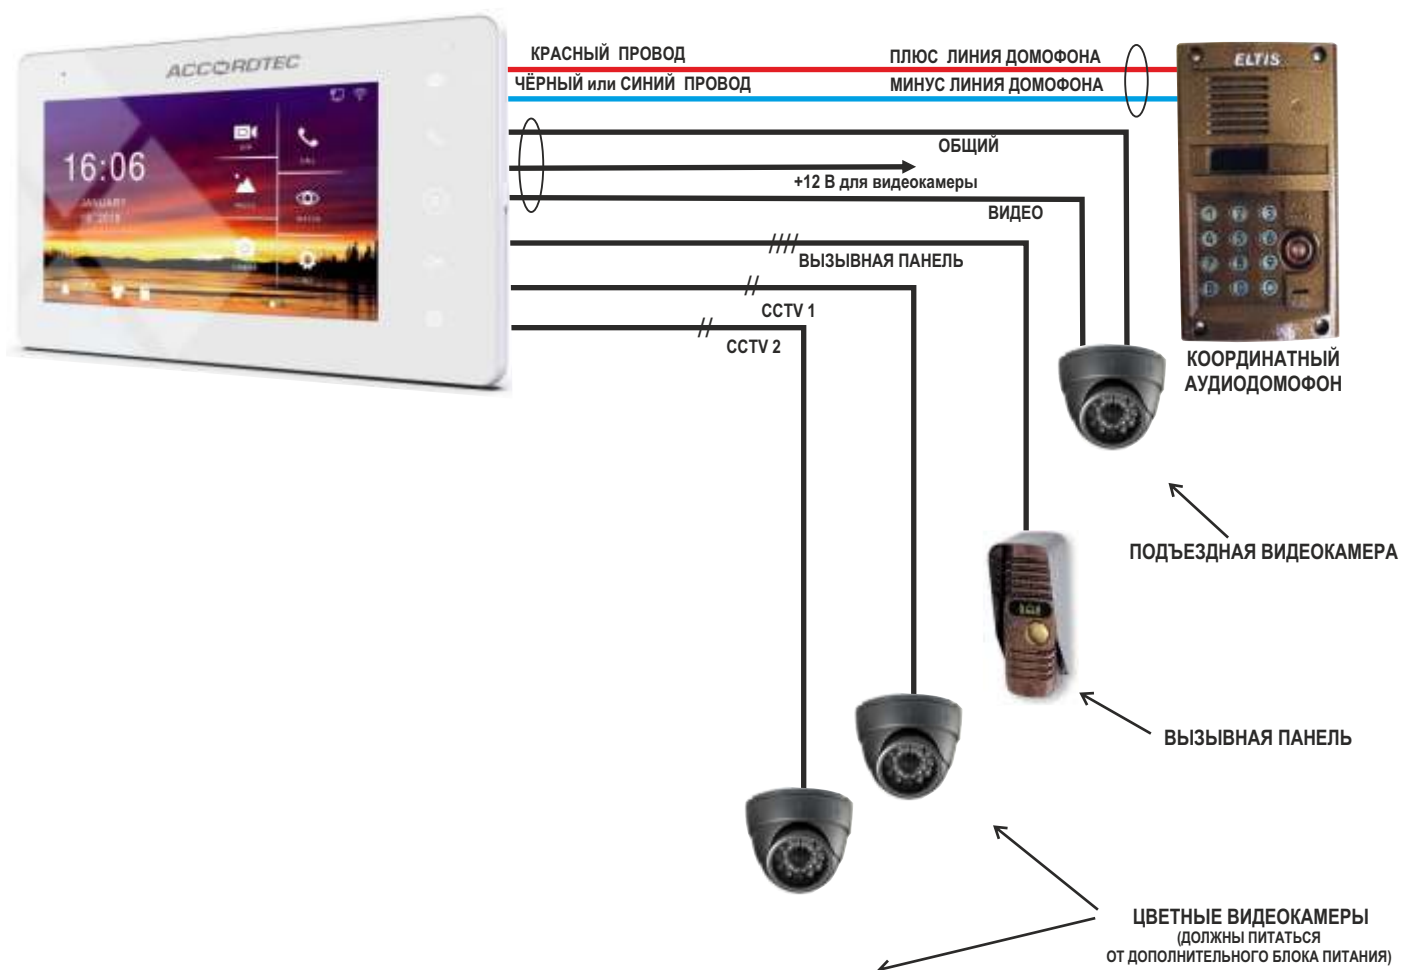 ACCORDTEC
16:06
JANUARY
CALL
КРАСНЫЙ ПРОВОД
ПЛЮС ЛИНИЯ ДОМОФОНА
ЧЁРНЫЙ или СИНИЙ ПРОВОД
МИНУС ЛИНИЯ ДОМОФОНА
ELTIS
ОБЩИЙ
+12 В для видеокамеры
ВИДЕО
ВЫЗЫВНАЯ ПАНЕЛЬ
CCTV 1
CCTV 2
КООРДИНАТНЫЙ
АУДИОДОМОФОН
ПОДЪЕЗДНАЯ ВИДЕОКАМЕРА
ВЫЗЫВНАЯ ПАНЕЛЬ
ЦВЕТНЫЕ ВИДЕОКАМЕРЫ
(ДОЛЖНЫ ПИТАТЬСЯ
ОТ ДОПОЛНИТЕЛЬНОГО БЛОКА ПИТАНИЯ)